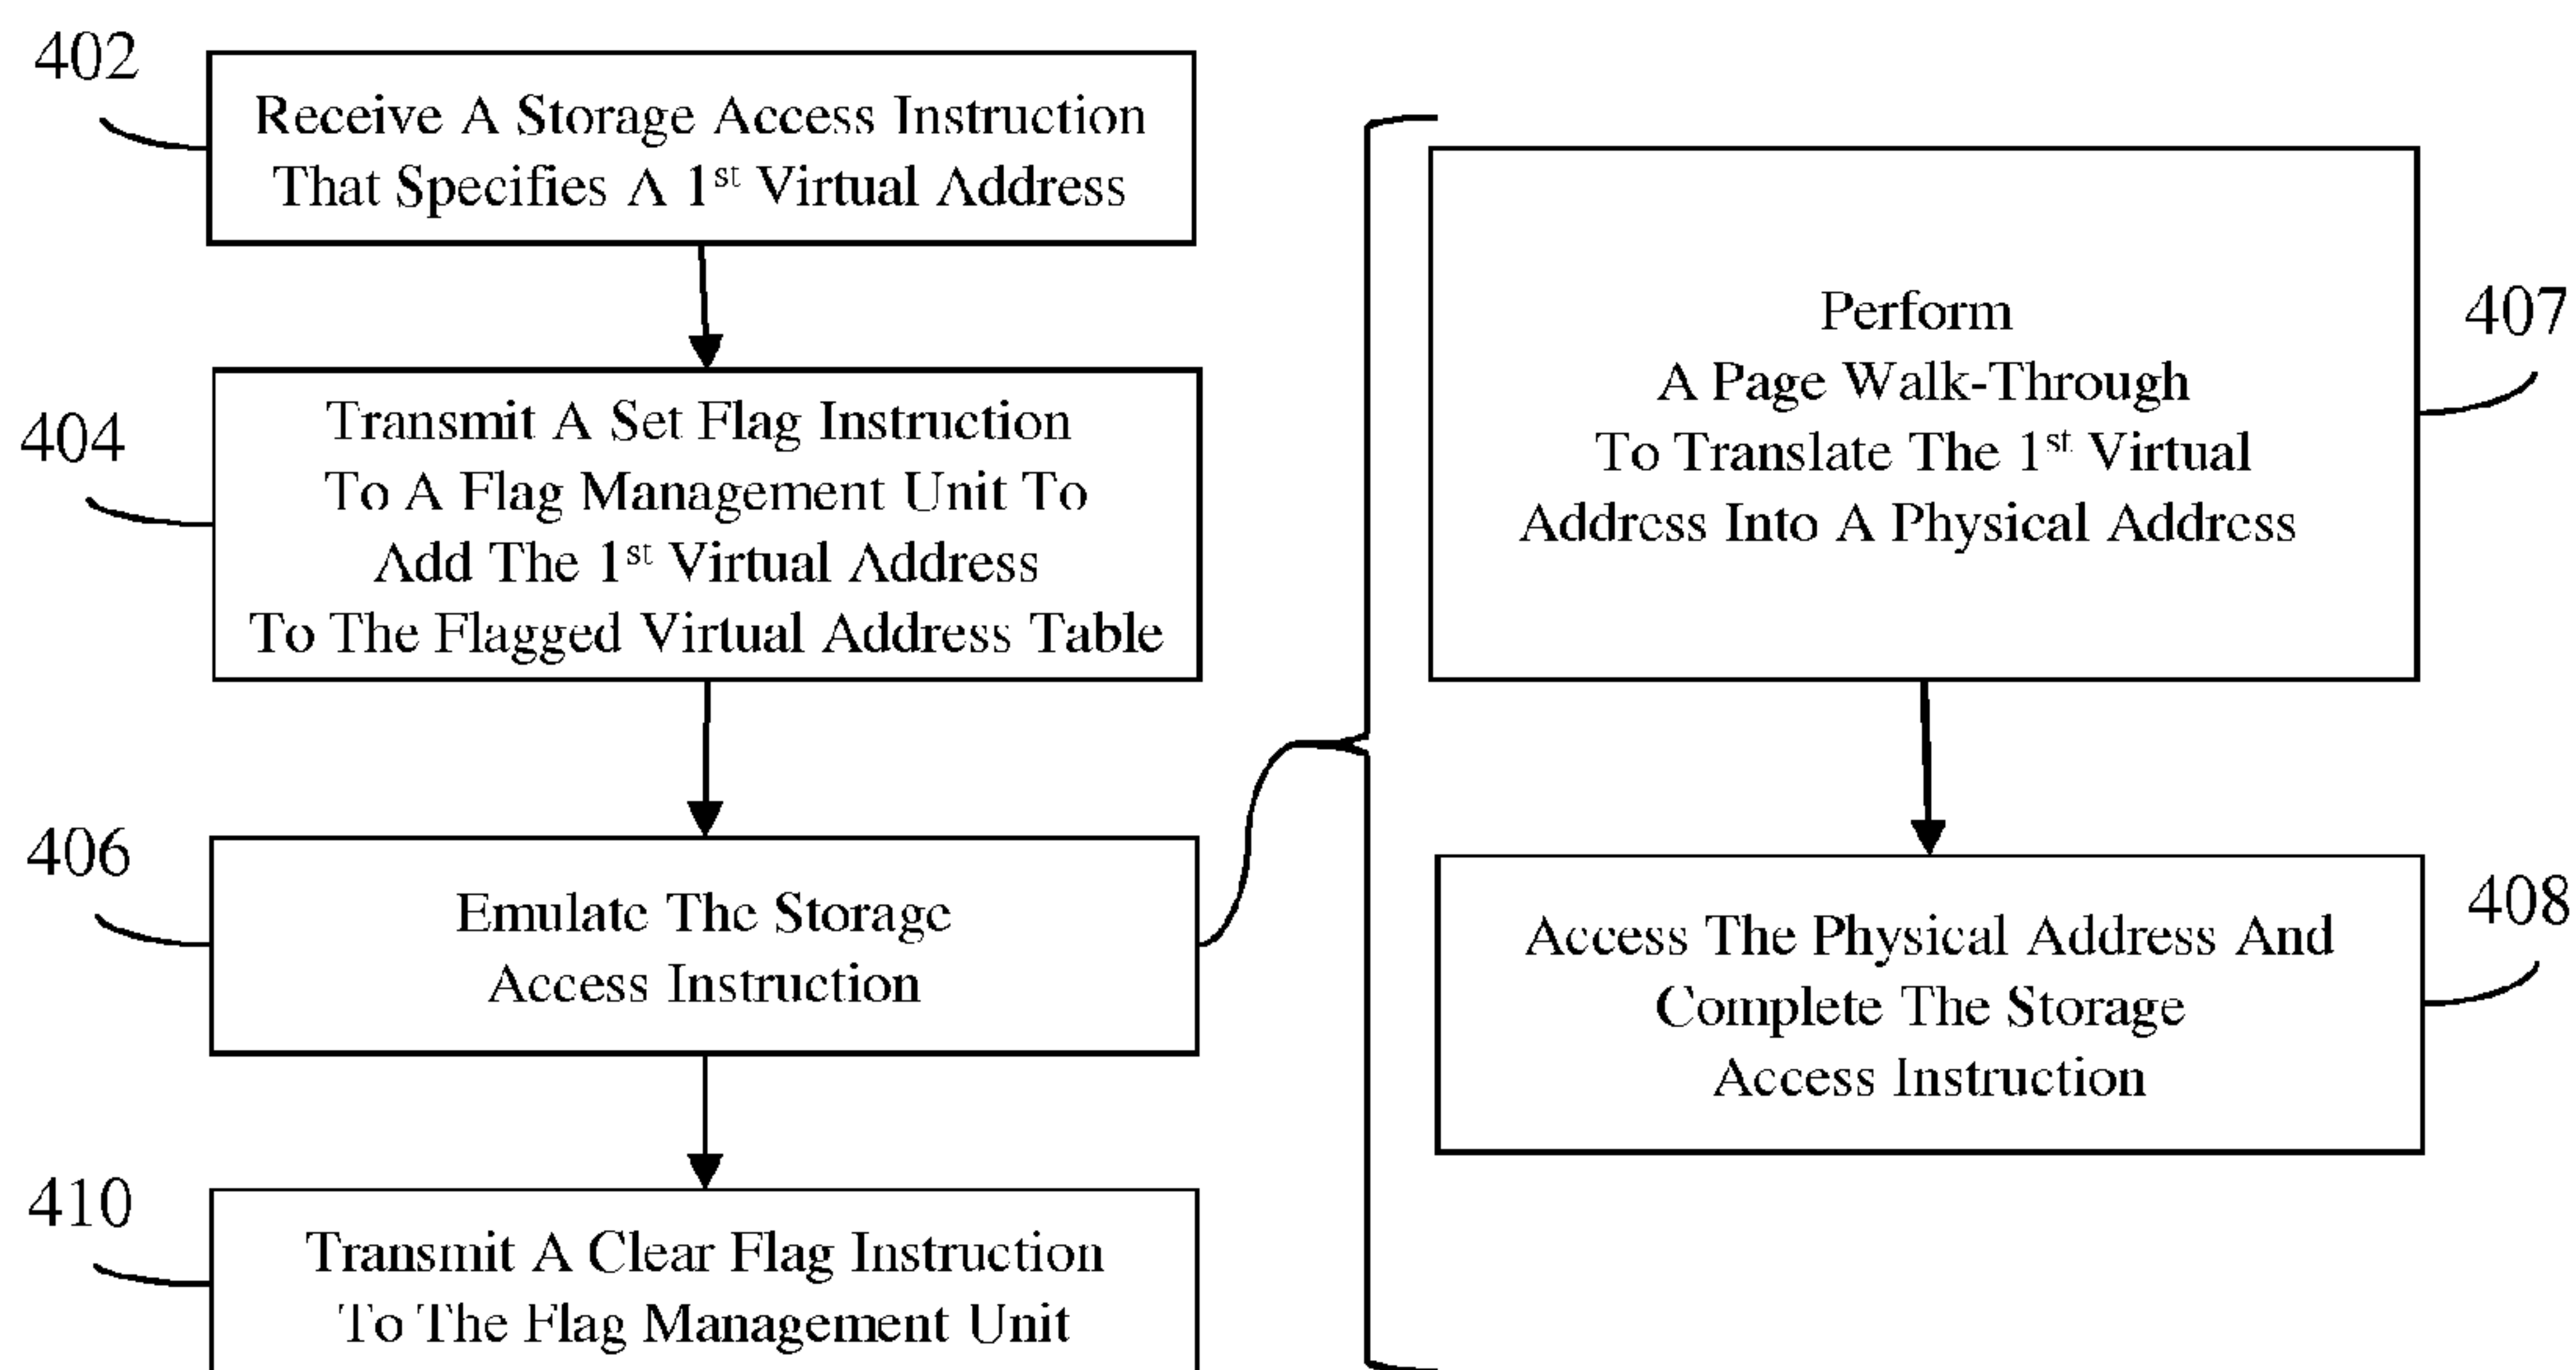 402
Receive A Storage Access Instruction
That Specifies A 1st Virtual Address
404
Transmit A Set Flag Instruction
To A Flag Management Unit To
Add The 1st Virtual Address
To The Flagged Virtual Address Table
406
Emulate The Storage
Access Instruction
410
Transmit A Clear Flag Instruction
To The Flag Management Unit
407
Perform
A Page Walk-Through
To Translate The 1st Virtual
Address Into A Physical Address
408
Access The Physical Address And
Complete The Storage
Access Instruction